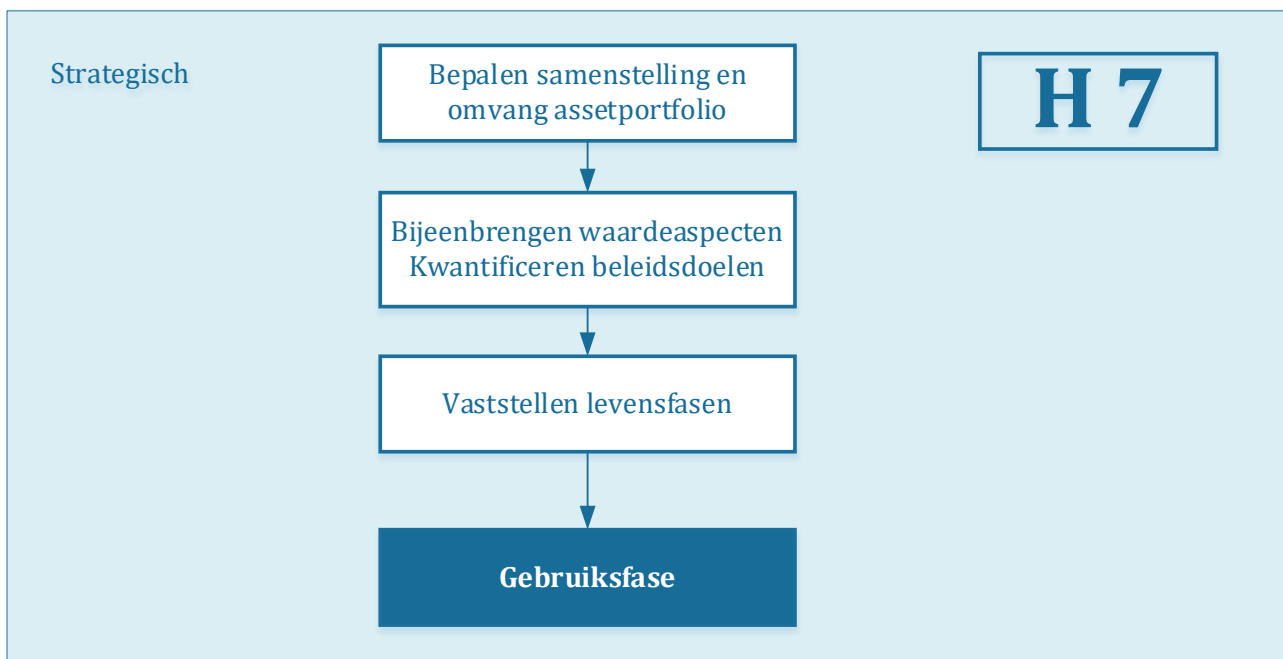 Strategisch
Bepalen samenstelling en
omvang assetportfolio
H 7
Bijeenbrengen waardeaspecten
Kwantificeren beleidsdoelen
Vaststellen levensfasen
Gebruiksfase